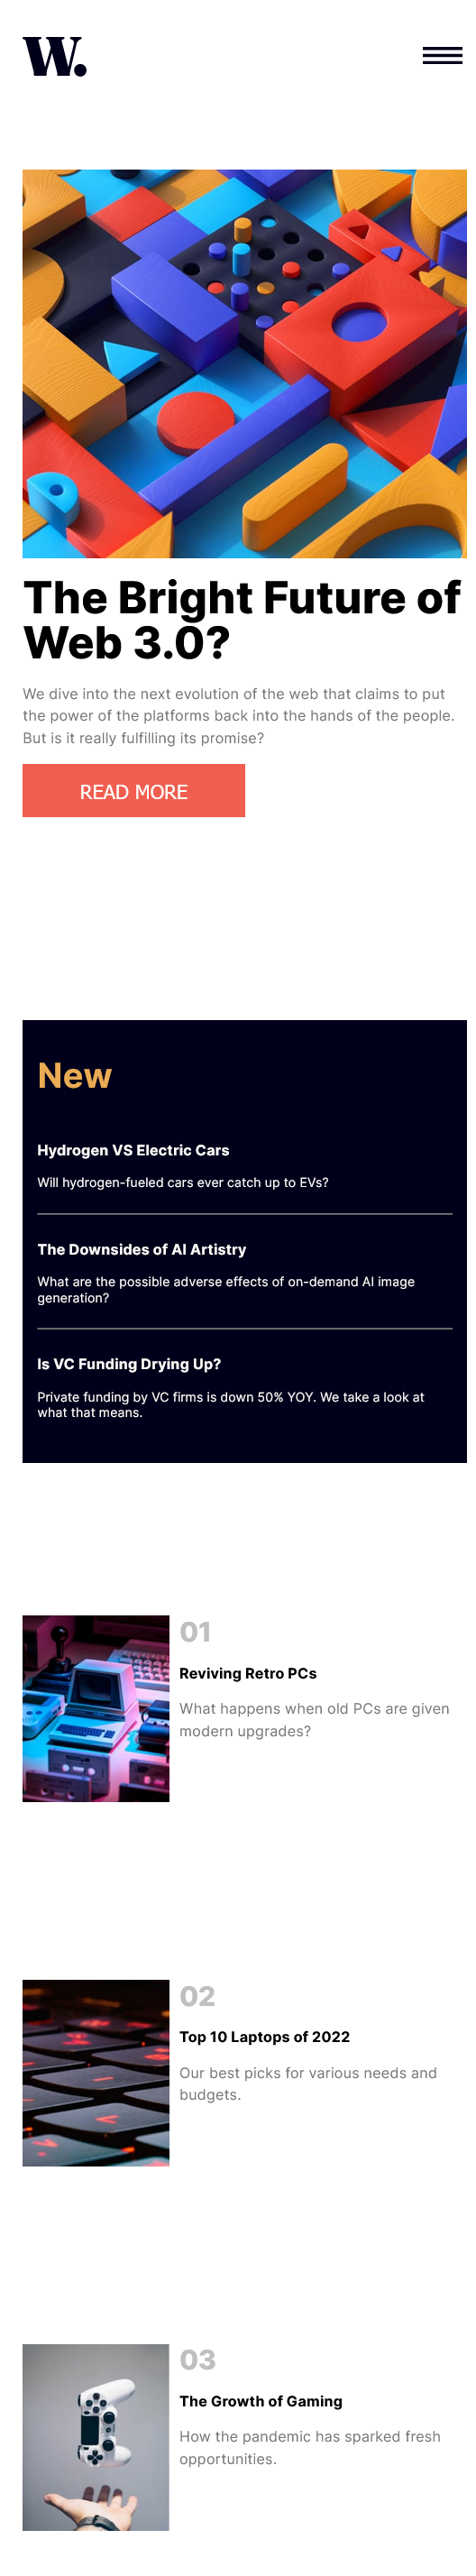 W.
The Bright Future of
Web 3.0?
We dive into the next evolution of the web that claims to put
the power of the platforms back into the hands of the people.
But is it really fulfilling its promise?
READ MORE
New
Hydrogen VS Electric Cars
Will hydrogen-fueled cars ever catch up to EVs?
The Downsides of AI Artistry
What are the possible adverse effects of on-demand AI image
generation?
Is VC Funding Drying Up?
Private funding by VC firms is down 50% YOY. We take a look at
what that means.
01
Reviving Retro PCs
What happens when old PCs are given
modern upgrades?
02
Top 10 Laptops of 2022
Our best picks for various needs and
budgets.
03
The Growth of Gaming
How the pandemic has sparked fresh
opportunities.